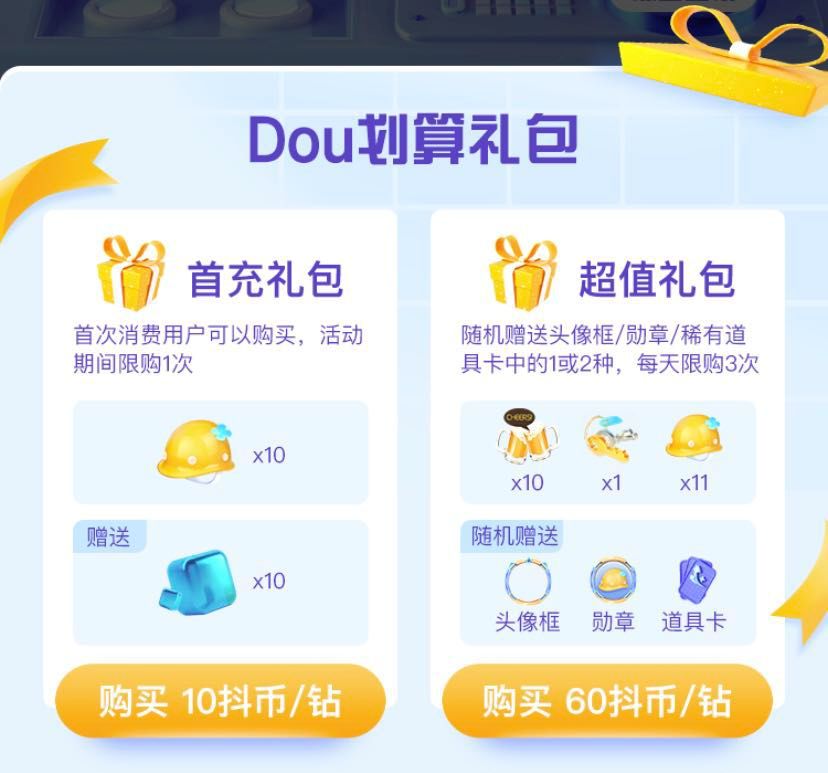 Dou划算礼包
首充礼包
首次消费用户可以购买，活动
期间限购1次
x10
赠送
x10
购买 10抖币/钻
超值礼包
随机赠送头像框/勋章/稀有道
具卡中的1或2种，每天限购3次
CHEERS!
x10
x1
x11
随机赠送
头像框
勋章
道具卡
购买 60抖币/钻